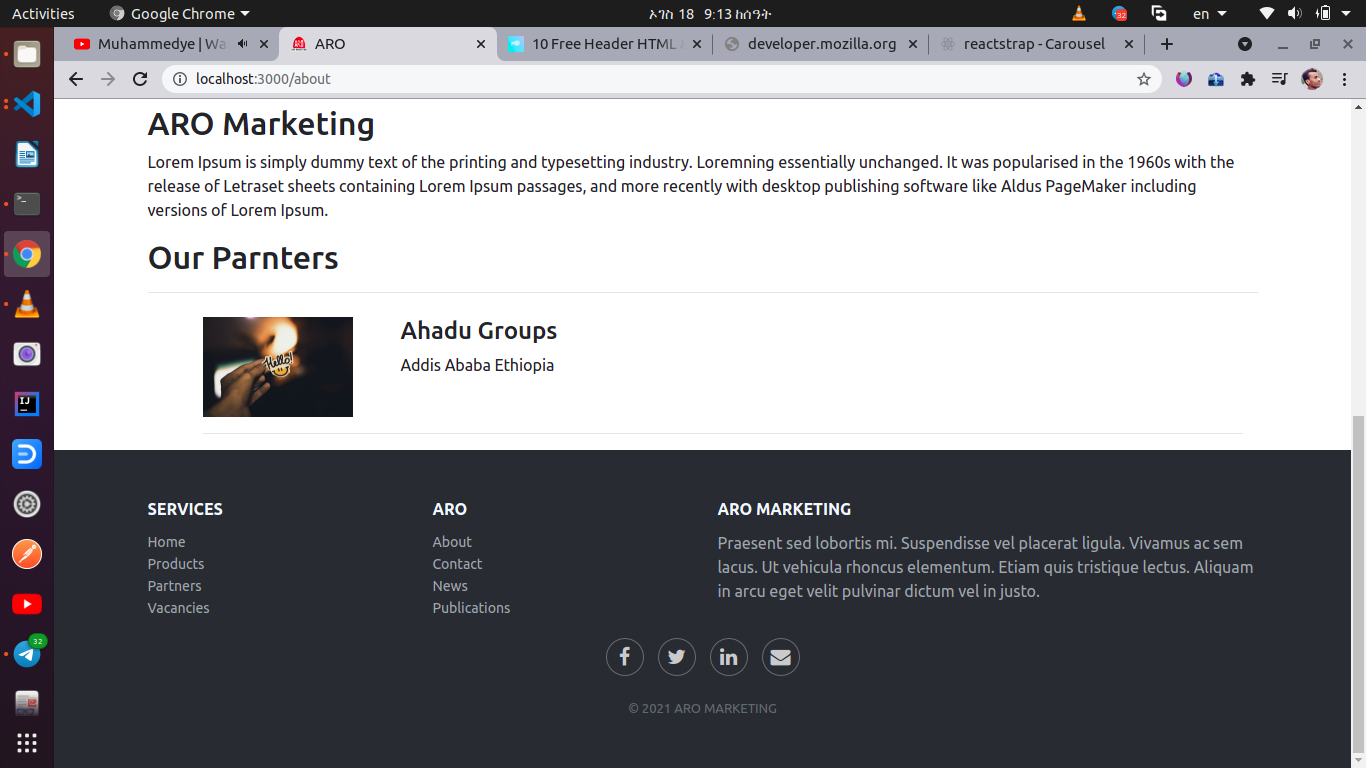 Activities
Google Chrome
ኦገስ 18 9:13 ከሰዓት
32
en
Muhammedye | Wa
ARO
10 Free Header HTML
developer.mozilla.org
reactstrap - Carousel
localhost:3000/about
ARO Marketing
Lorem Ipsum is simply dummy text of the printing and typesetting industry. Loremning essentially unchanged. It was popularised in the 1960s with the
release of Letraset sheets containing Lorem Ipsum passages, and more recently with desktop publishing software like Aldus PageMaker including
versions of Lorem Ipsum.
Our Parnters
Hello!
Ahadu Groups
Addis Ababa Ethiopia
SERVICES
Home
Products
Partners
Vacancies
ARO
About
Contact
News
Publications
ARO MARKETING
Praesent sed lobortis mi. Suspendisse vel placerat ligula. Vivamus ac sem
lacus. Ut vehicula rhoncus elementum. Etiam quis tristique lectus. Aliquam
in arcu eget velit pulvinar dictum vel in justo.
© 2021 ARO MARKETING
IJ
32